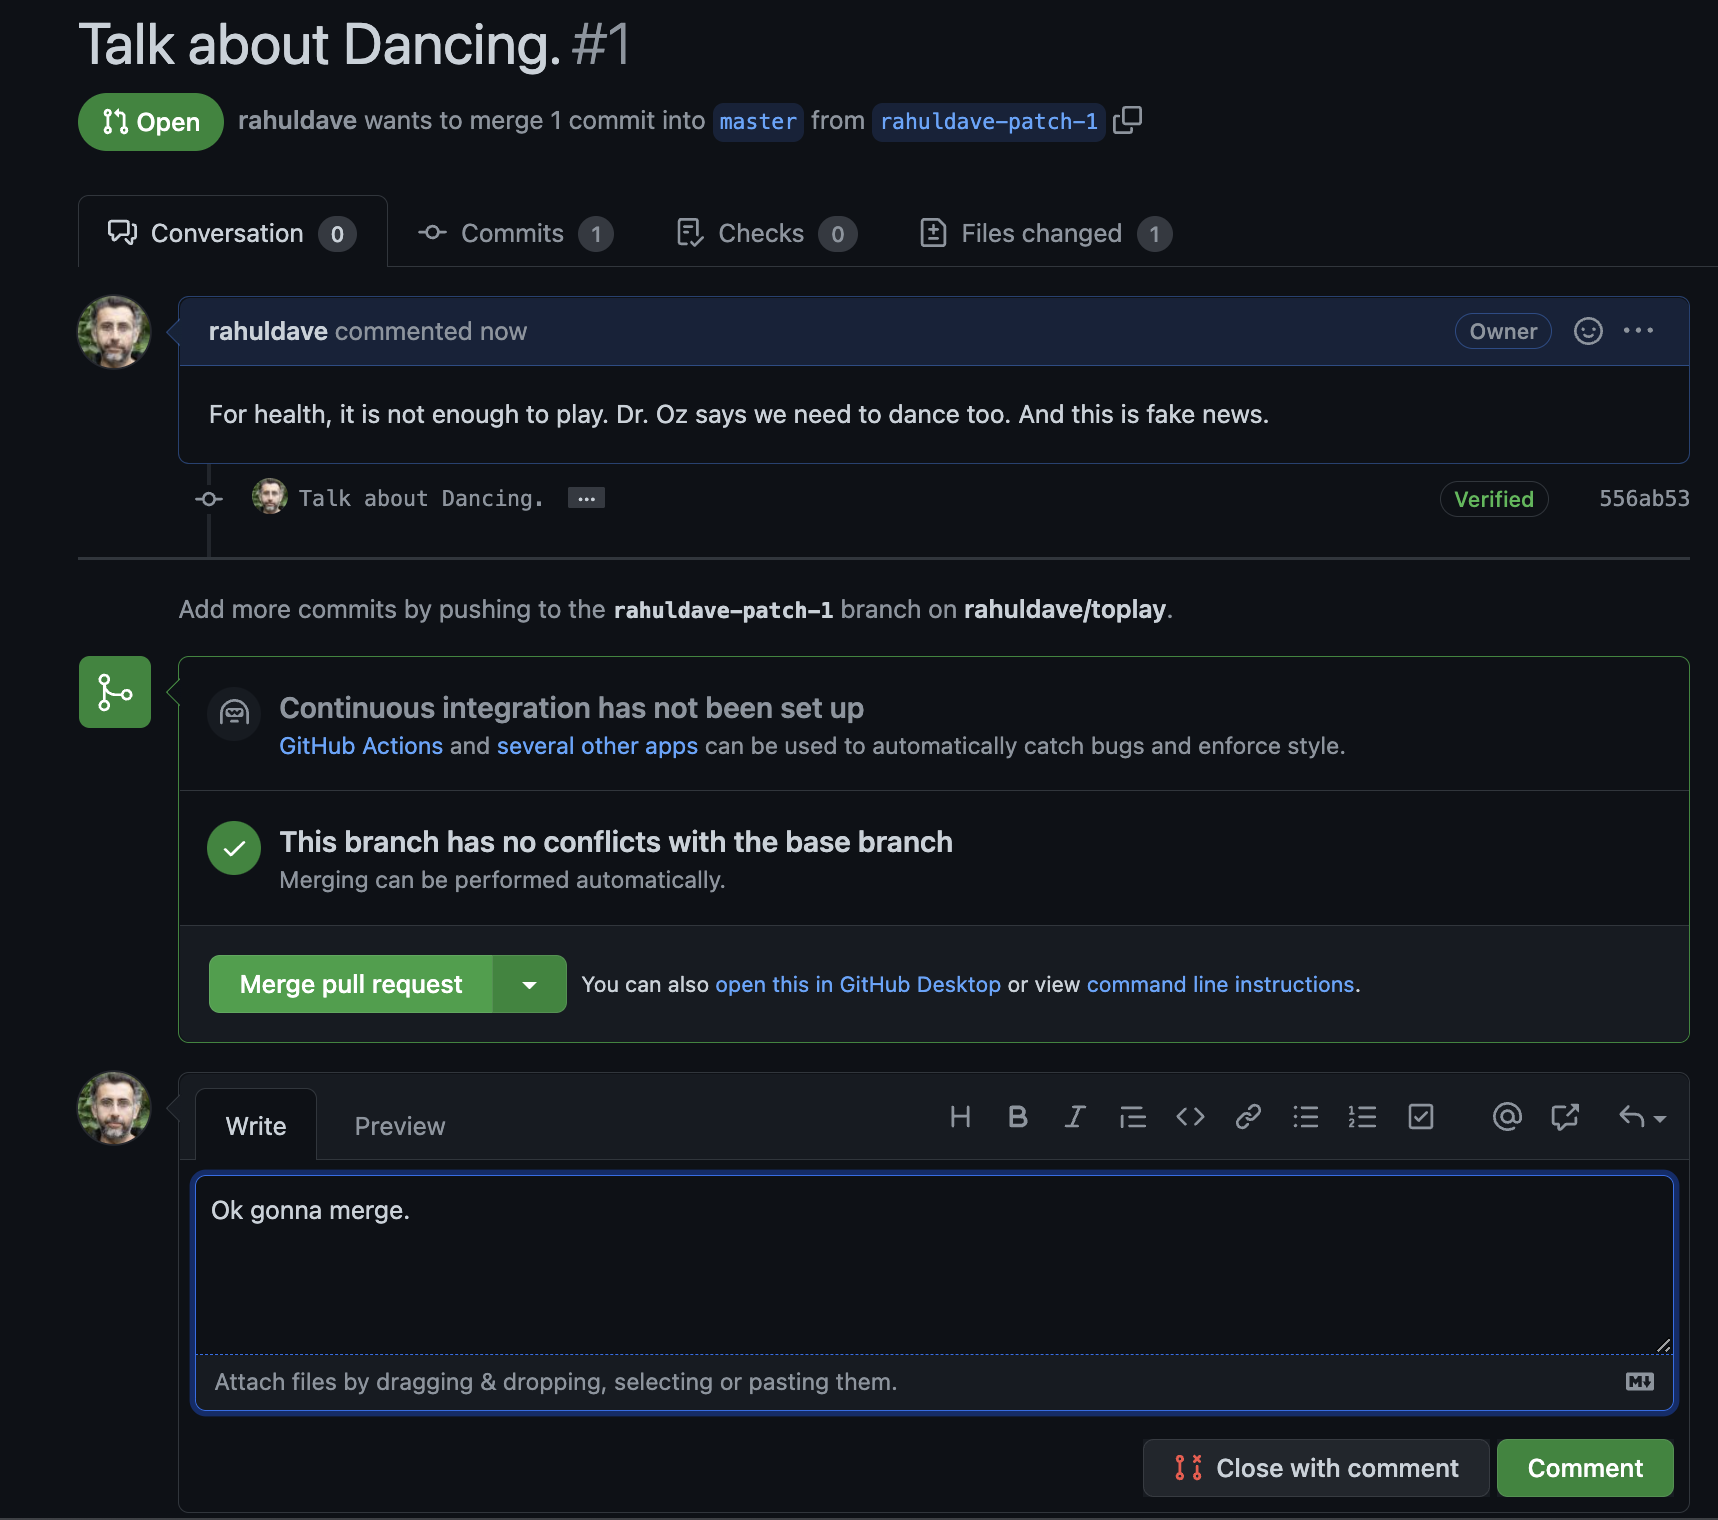 Talk about Dancing. #1
Open rahuldave wants to merge 1 commit into master from rahuldave-patch-1
Conversation 0 Commits 1 Checks 0 Files changed 1
rahuldave commented now Owner ...
For health, it is not enough to play. Dr. Oz says we need to dance too. And this is fake news.
Talk about Dancing. ... Verified 556ab53
Add more commits by pushing to the rahuldave-patch-1 branch on rahuldave/toplay.
Continuous integration has not been set up
GitHub Actions and several other apps can be used to automatically catch bugs and enforce style.
This branch has no conflicts with the base branch
Merging can be performed automatically.
Merge pull request You can also open this in GitHub Desktop or view command line instructions.
Write Preview
Ok gonna merge.
Attach files by dragging & dropping, selecting or pasting them.
Close with comment Comment